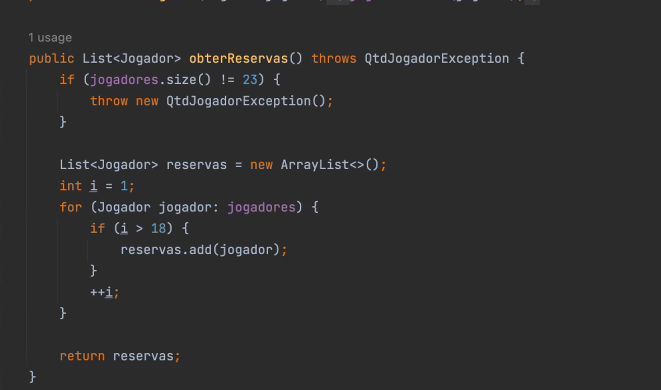 1 usage
public List<Jogador> obterReservas() throws QtdJogadorException {
    if (jogadores.size() != 23) {
        throw new QtdJogadorException();
    }

    List<Jogador> reservas = new ArrayList<>();
    int i = 1;
    for (Jogador jogador: jogadores) {
        if (i > 18) {
            reservas.add(jogador);
        }
        ++i;
    }

    return reservas;
}